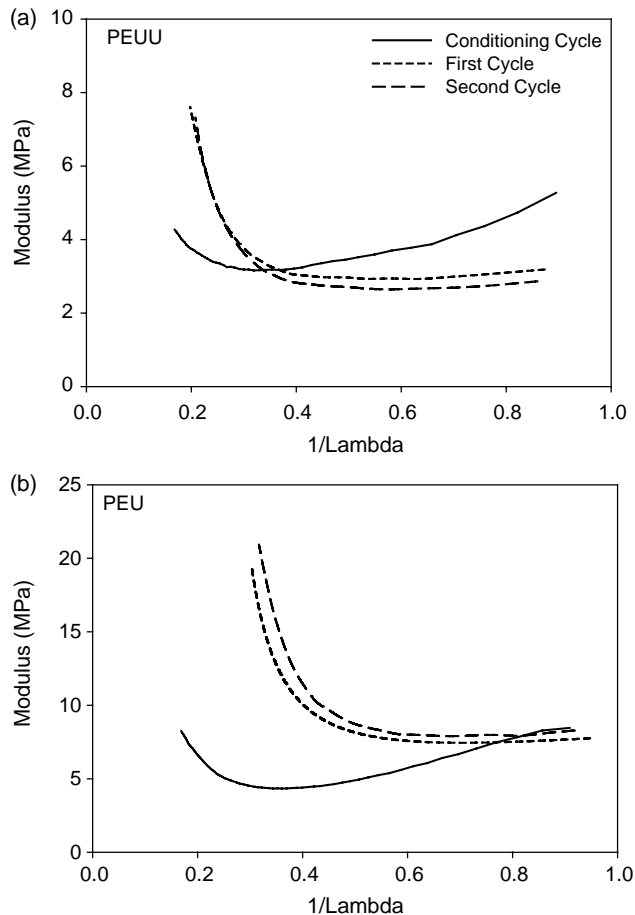 (a)
PEUU
Conditioning Cycle
First Cycle
Second Cycle
10
8
6
4
2
0
Modulus (MPa)
0.0 0.2 0.4 0.6 0.8 1.0
1/Lambda
(b)
PEU
25
20
15
10
5
0
Modulus (MPa)
0.0 0.2 0.4 0.6 0.8 1.0
1/Lambda